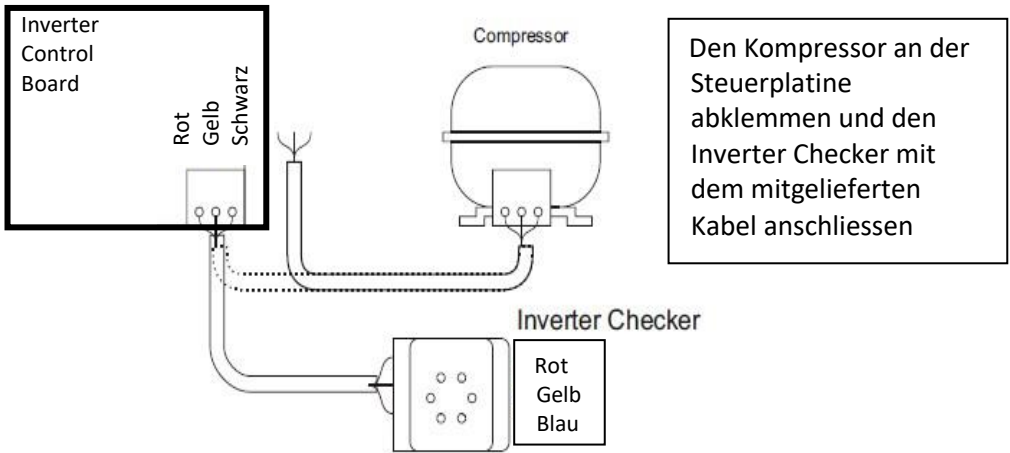 Inverter
Control
Board
Rot
Gelb
Schwarz
Compressor
Den Kompressor an der
Steuerplatine
abklemmen und den
Inverter Checker mit
dem mitgelieferten
Kabel anschliessen
Inverter Checker
Rot
Gelb
Blau